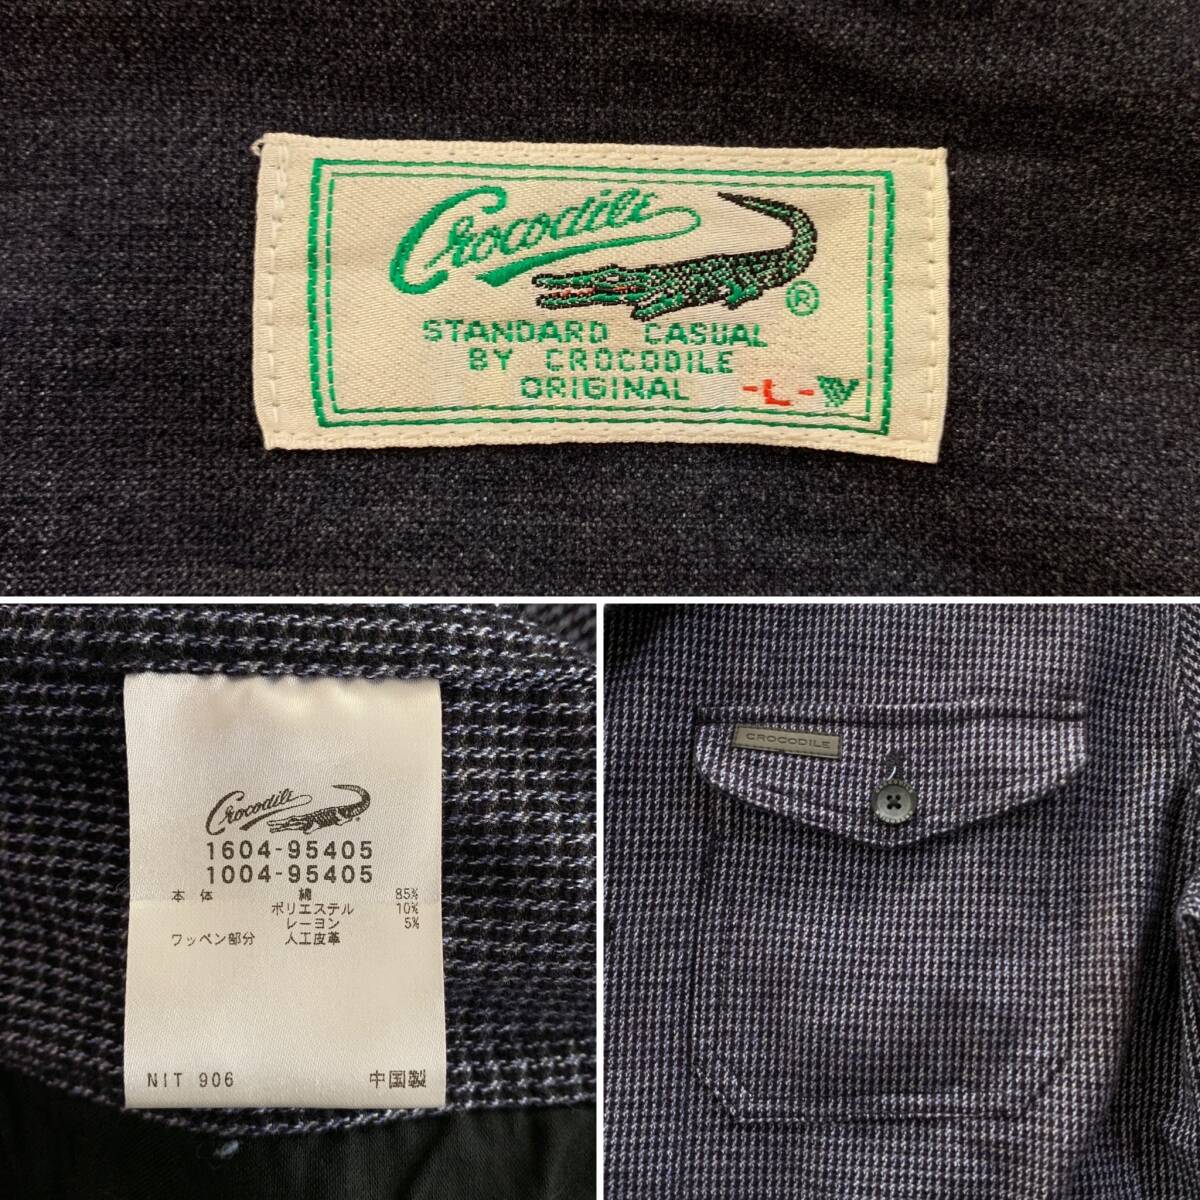 Crocodile
®
STANDARD CASUAL
BY CROCODILE
ORIGINAL -L- W
Crocodile
1604-95405
1004-95405
本 体 綿 85%
ポリエステル 10%
レーヨン 5%
ワッペン部分 人工皮革
NIT 906 中国製
CROCODILE